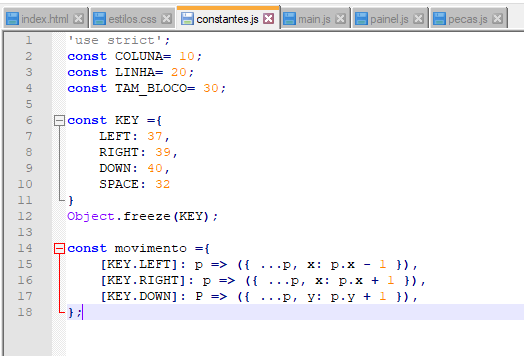 index.html estilos.css constantes.js main.js painel.js pecas.js
1 'use strict';
2 const COLUNA= 10;
3 const LINHA= 20;
4 const TAM_BLOCO= 30;
5
6 const KEY ={
7 LEFT: 37,
8 RIGHT: 39,
9 DOWN: 40,
10 SPACE: 32
11 }
12 Object.freeze(KEY);
13
14 const movimento ={
15 [KEY.LEFT]: p => ({ ...p, x: p.x - 1 }),
16 [KEY.RIGHT]: p => ({ ...p, x: p.x + 1 }),
17 [KEY.DOWN]: P => ({ ...p, y: p.y + 1 }),
18 };